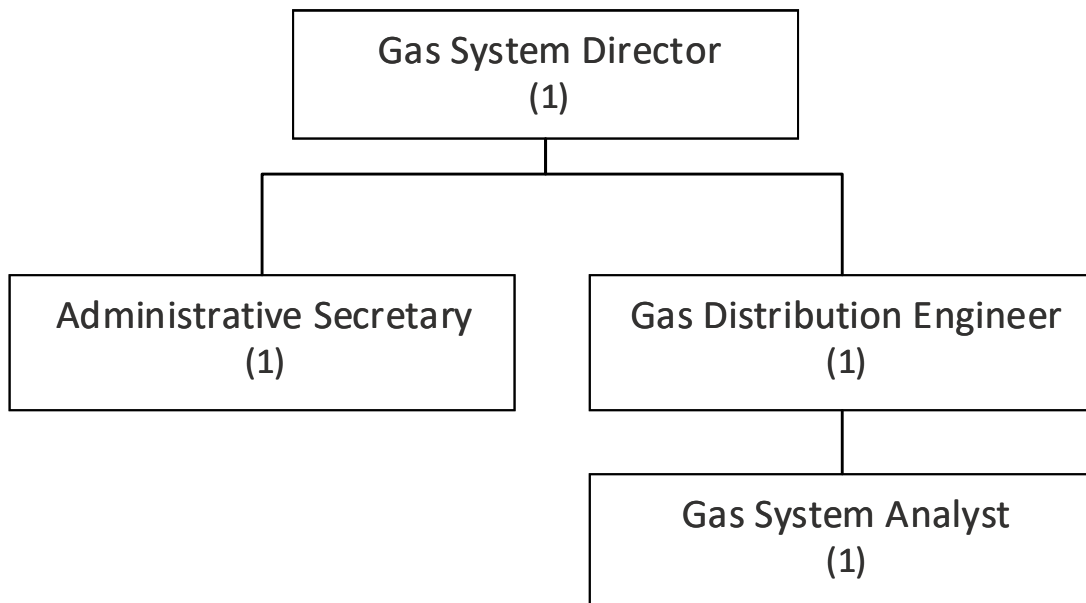 Gas System Director
(1)
Administrative Secretary
(1)
Gas Distribution Engineer
(1)
Gas System Analyst
(1)